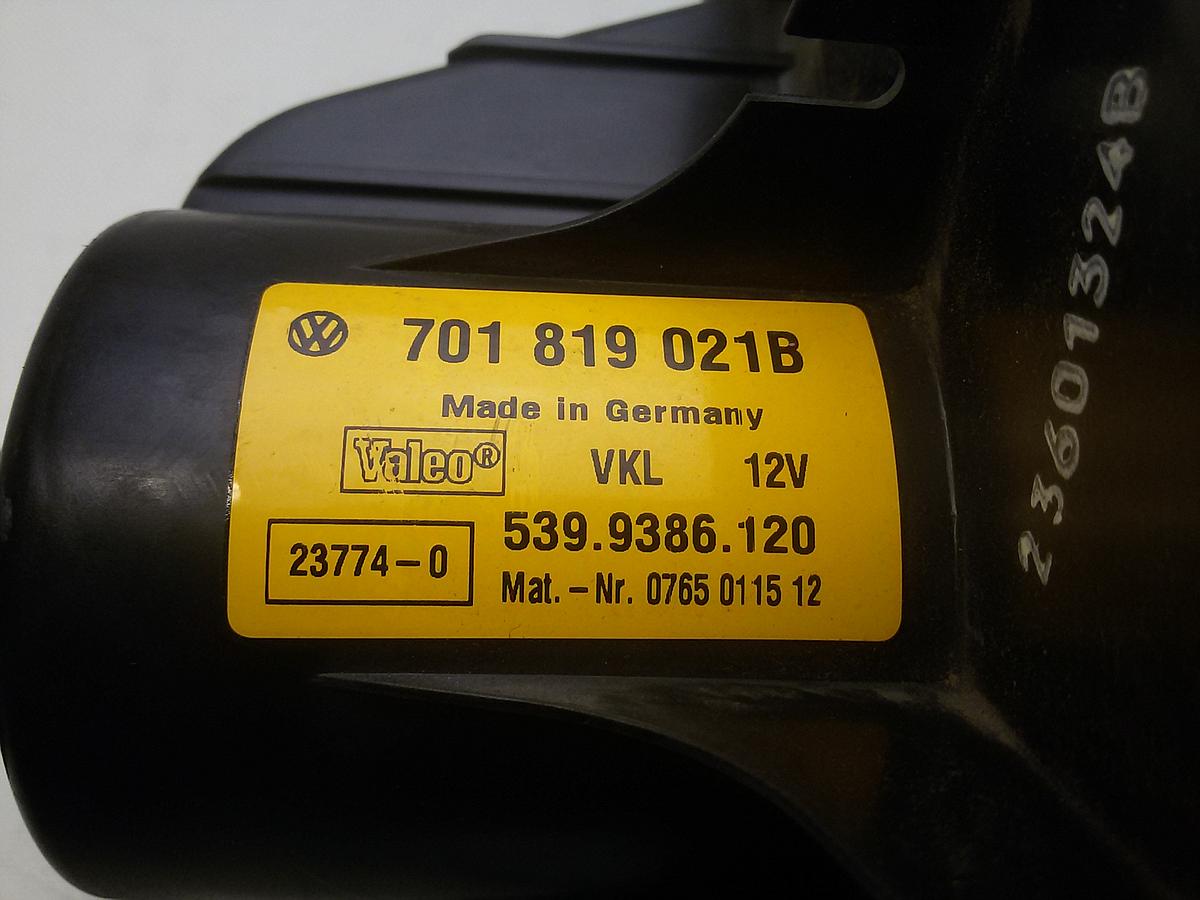 701 819 021B
Made in Germany
Valeo® VKL 12V
539.9386.120
23774-0
Mat.-Nr. 0765 0115 12
23601324B